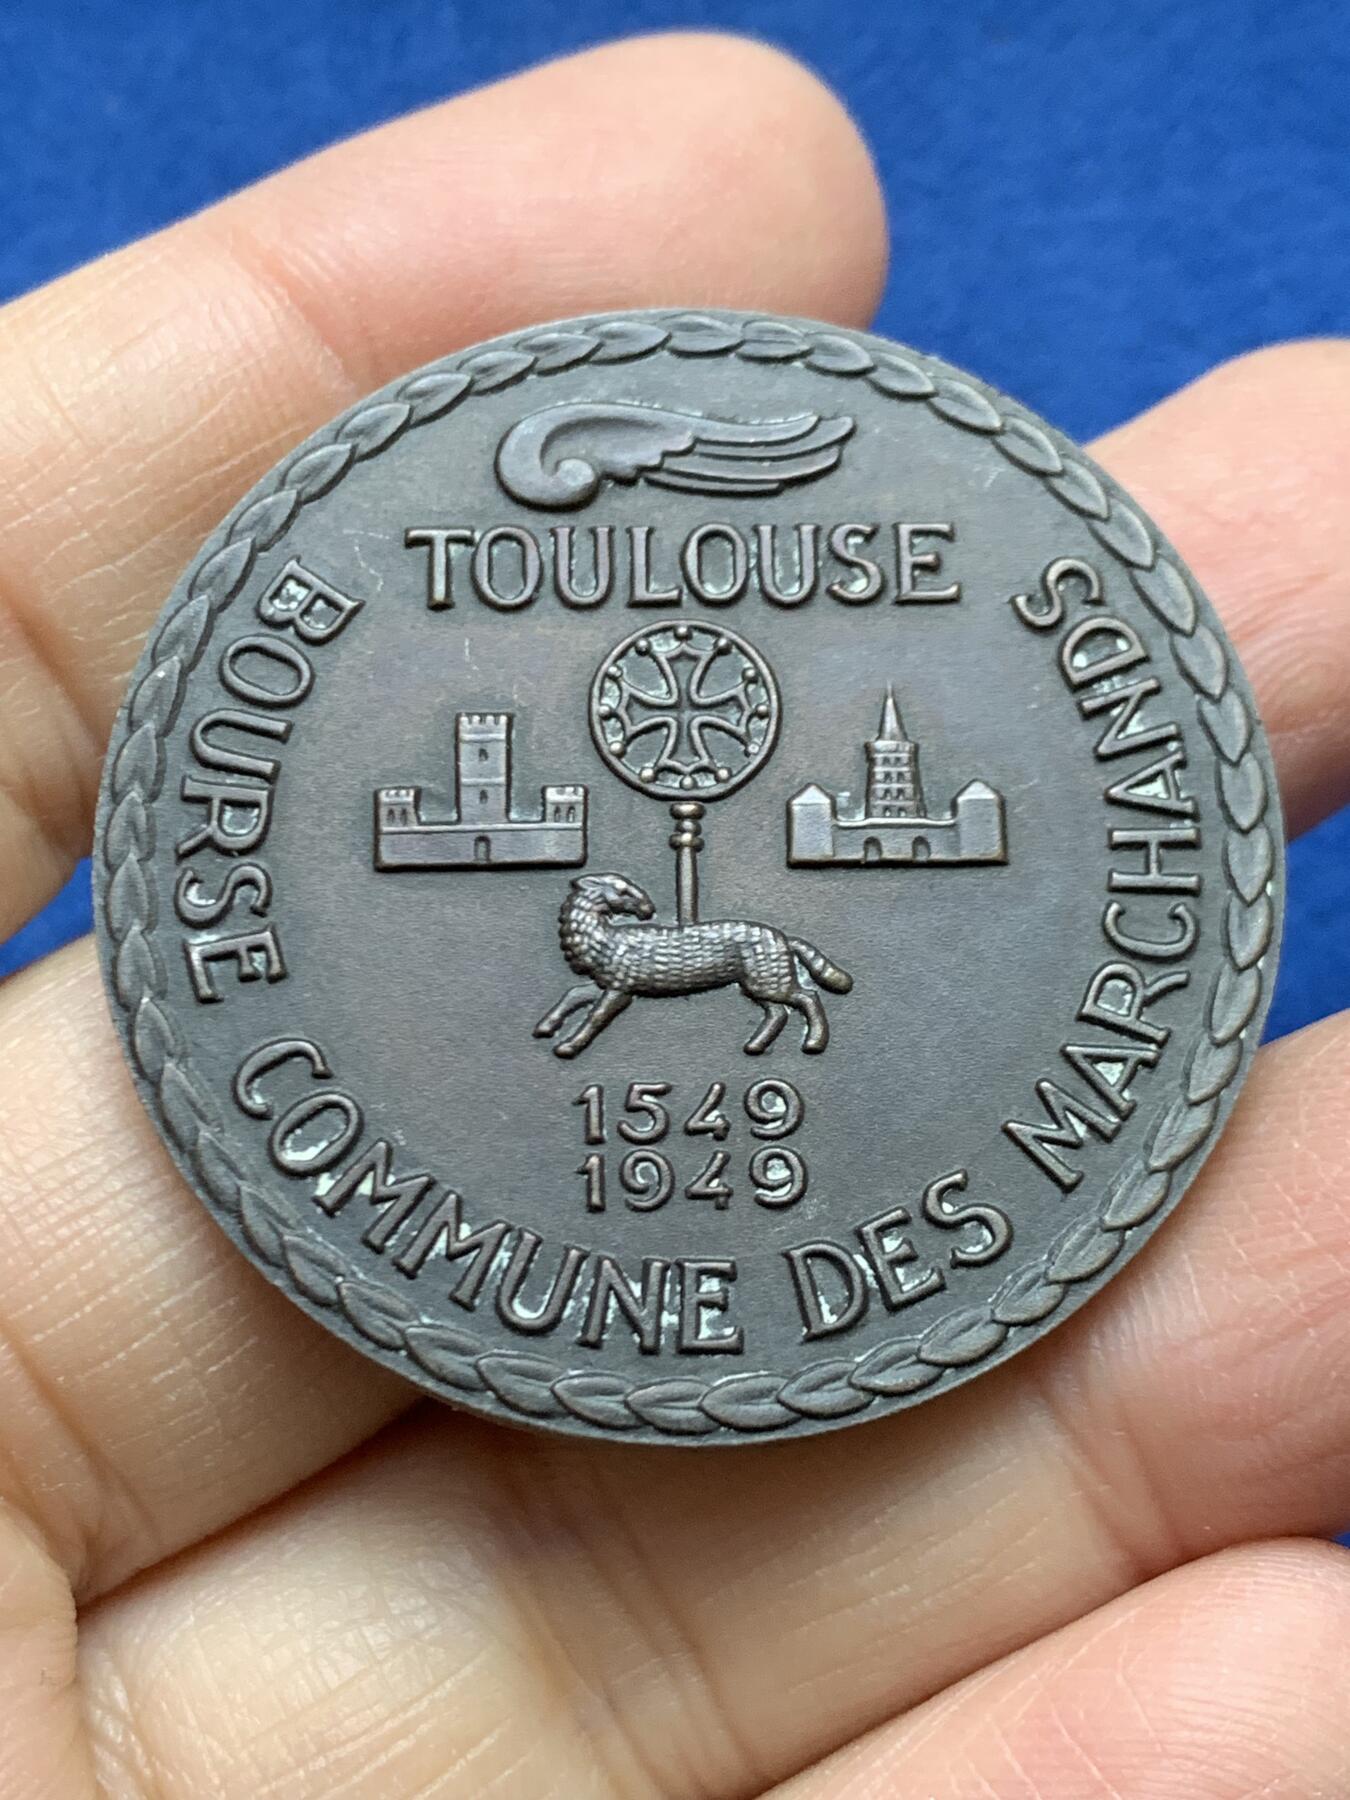 TOULOUSE
BOURSE COMMUNE DES MARCHANDS
1549
1949